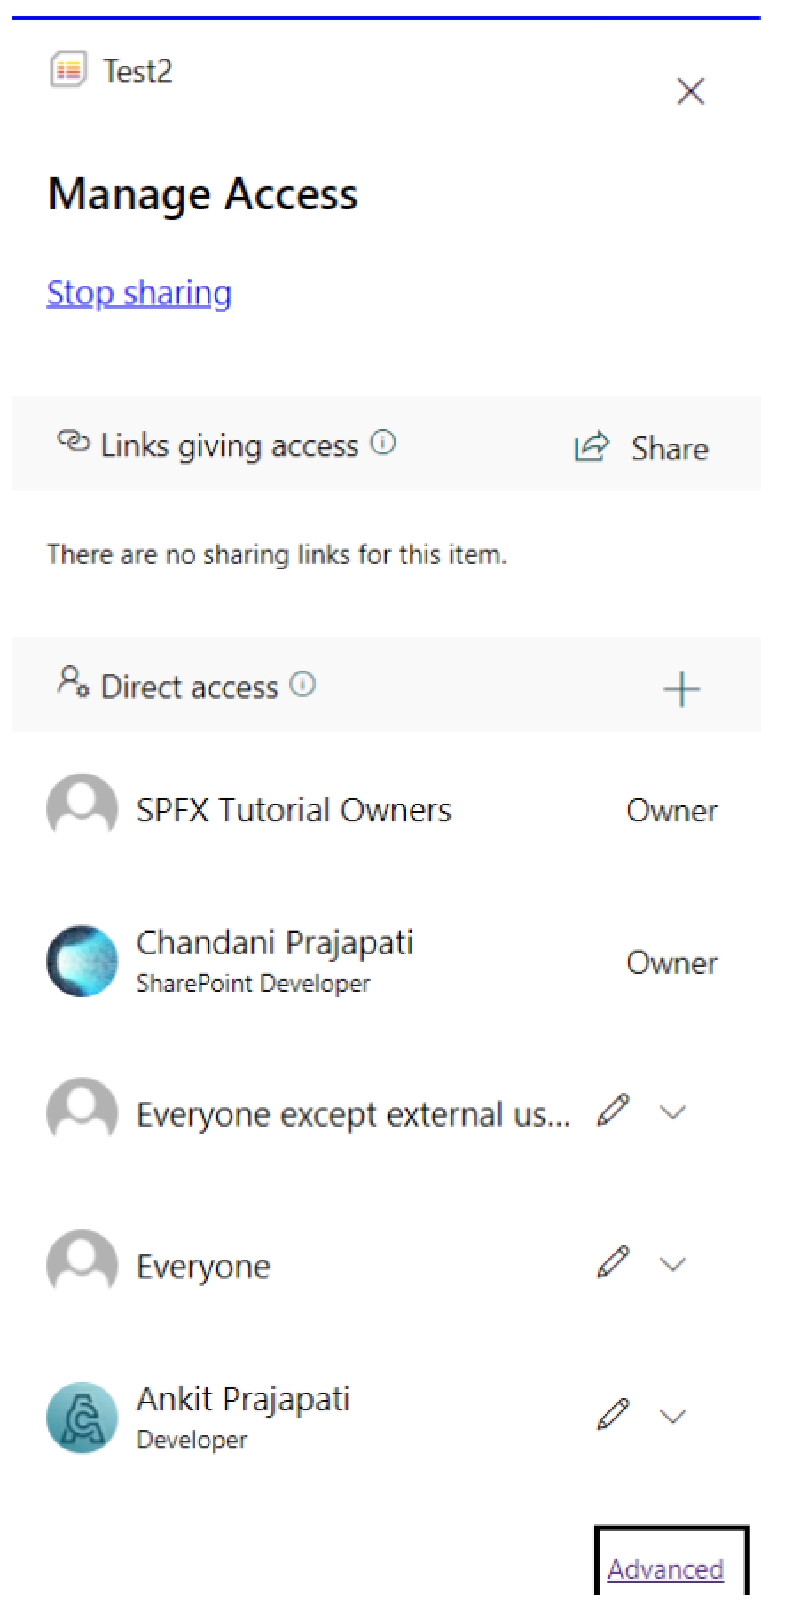 Test2
Manage Access
Stop sharing
Links giving access
Share
There are no sharing links for this item.
Direct access
SPFX Tutorial Owners
Owner
Chandani Prajapati
SharePoint Developer
Owner
Everyone except external us...
Everyone
Ankit Prajapati
Developer
Advanced